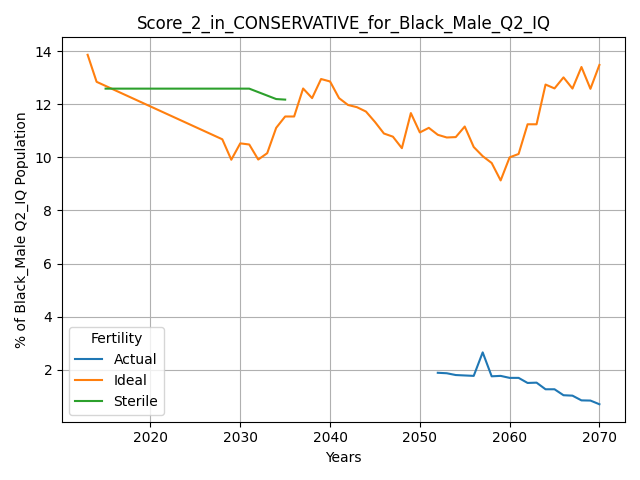 Score_2_in_CONSERVATIVE_for_Black_Male_Q2_IQ
% of Black_Male Q2_IQ Population
14
12
10
8
6
4
2
Fertility
Actual
Ideal
Sterile
2020 2030 2040 2050 2060 2070
Years